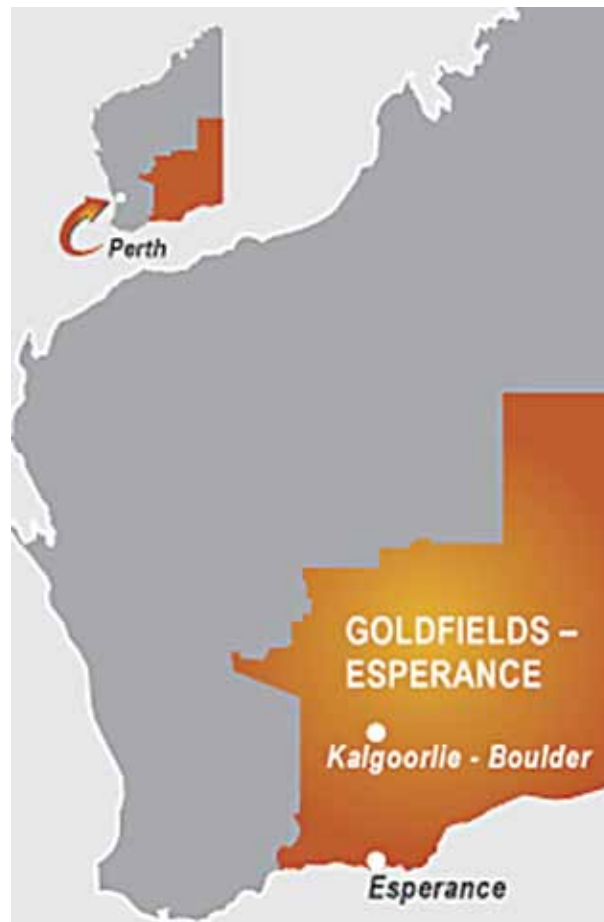 Perth
GOLDFIELDS –
ESPERANCE
Kalgoorlie - Boulder
Esperance